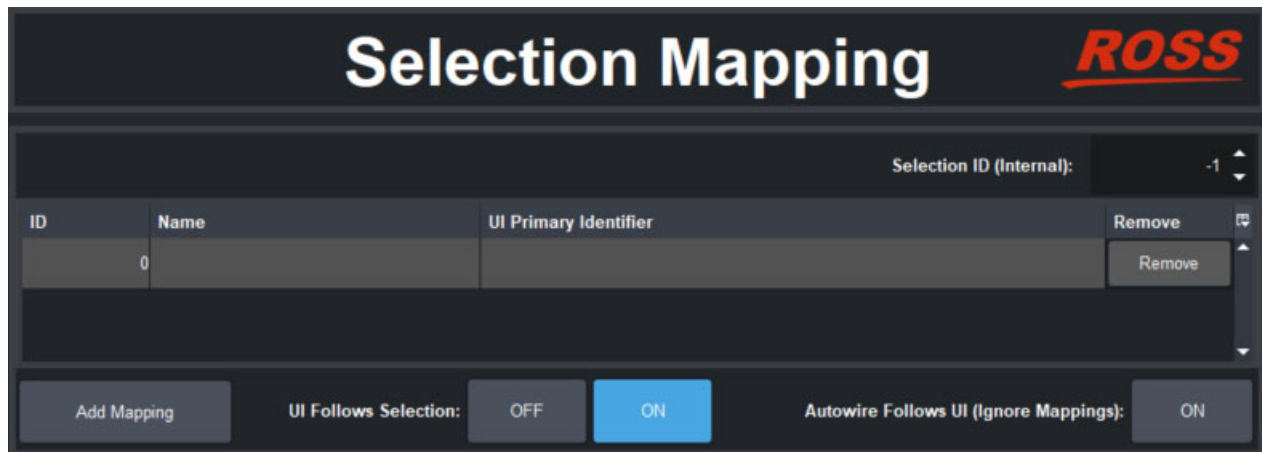 Selection Mapping
ROSS
Selection ID (Internal): -1
ID Name UI Primary Identifier Remove
0 Remove
Add Mapping UI Follows Selection: OFF ON Autowire Follows UI (Ignore Mappings): ON